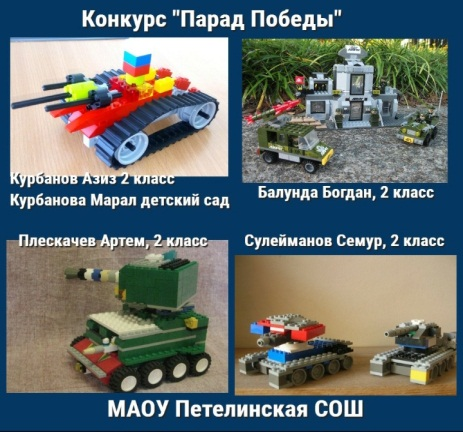 Конкурс "Парад Победы"
Курбанов Азиз 2 класс
Курбанова Марал детский сад
Балунда Богдан, 2 класс
Плескачев Артем, 2 класс
Сулейманов Семур, 2 класс
МАОУ Петелинская СОШ